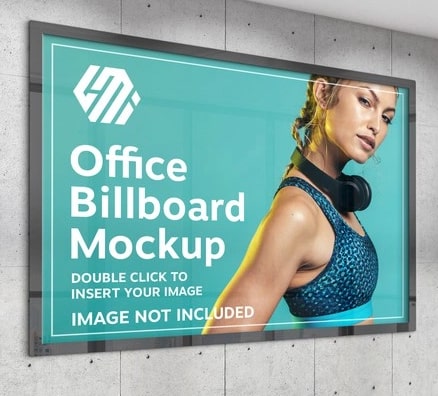 Office
Billboard
Mockup
DOUBLE CLICK TO
INSERT YOUR IMAGE
IMAGE NOT INCLUDED